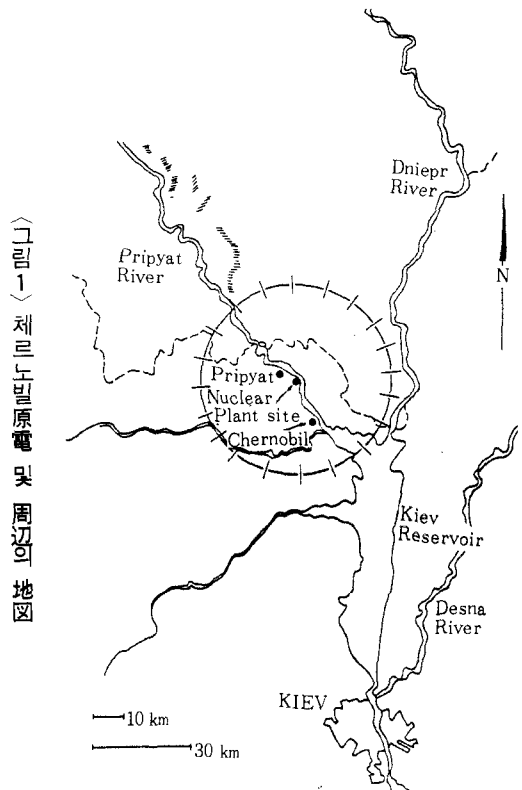 〈그림 1〉 체르노빌原電 및 周辺의 地図
Dniepr
River
Pripyat
River
N
Pripyat
Nuclear
Plant site
Chernobil
Kiev
Reservoir
Desna
River
KIEV
10 km
30 km